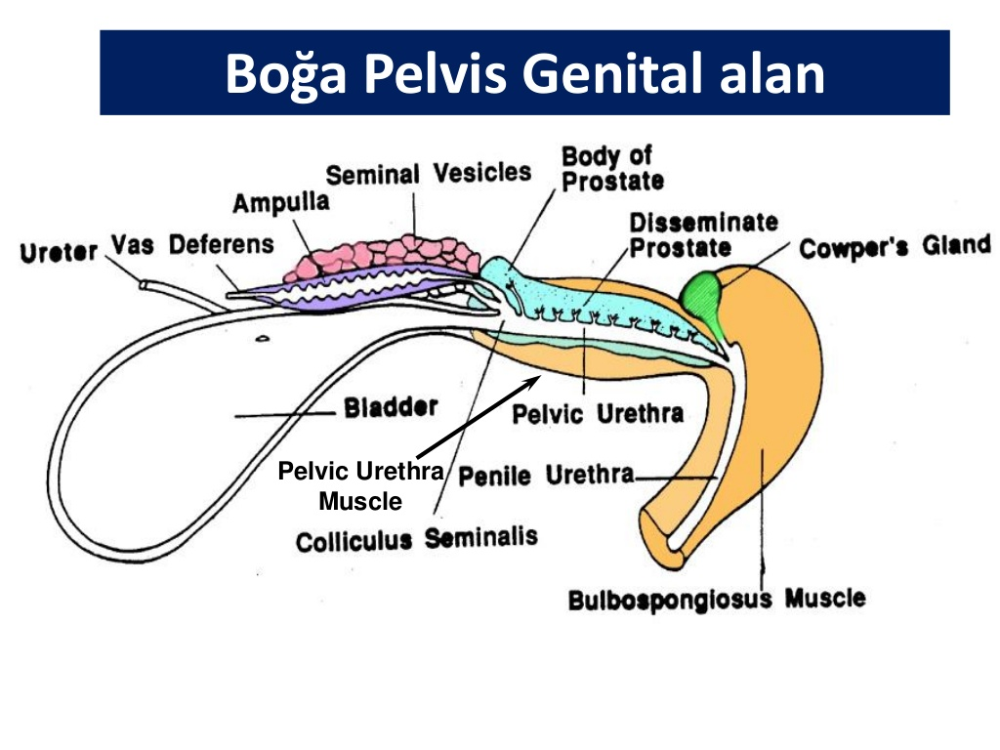 Boğa Pelvis Genital alan
Body of
Prostate
Seminal Vesicles
Ampulla
Disseminate
Prostate
Ureter
Vas Deferens
Cowper's Gland
Bladder
Pelvic Urethra
Pelvic Urethra
Muscle
Penile Urethra
Colliculus Seminalis
Bulbospongiosus Muscle